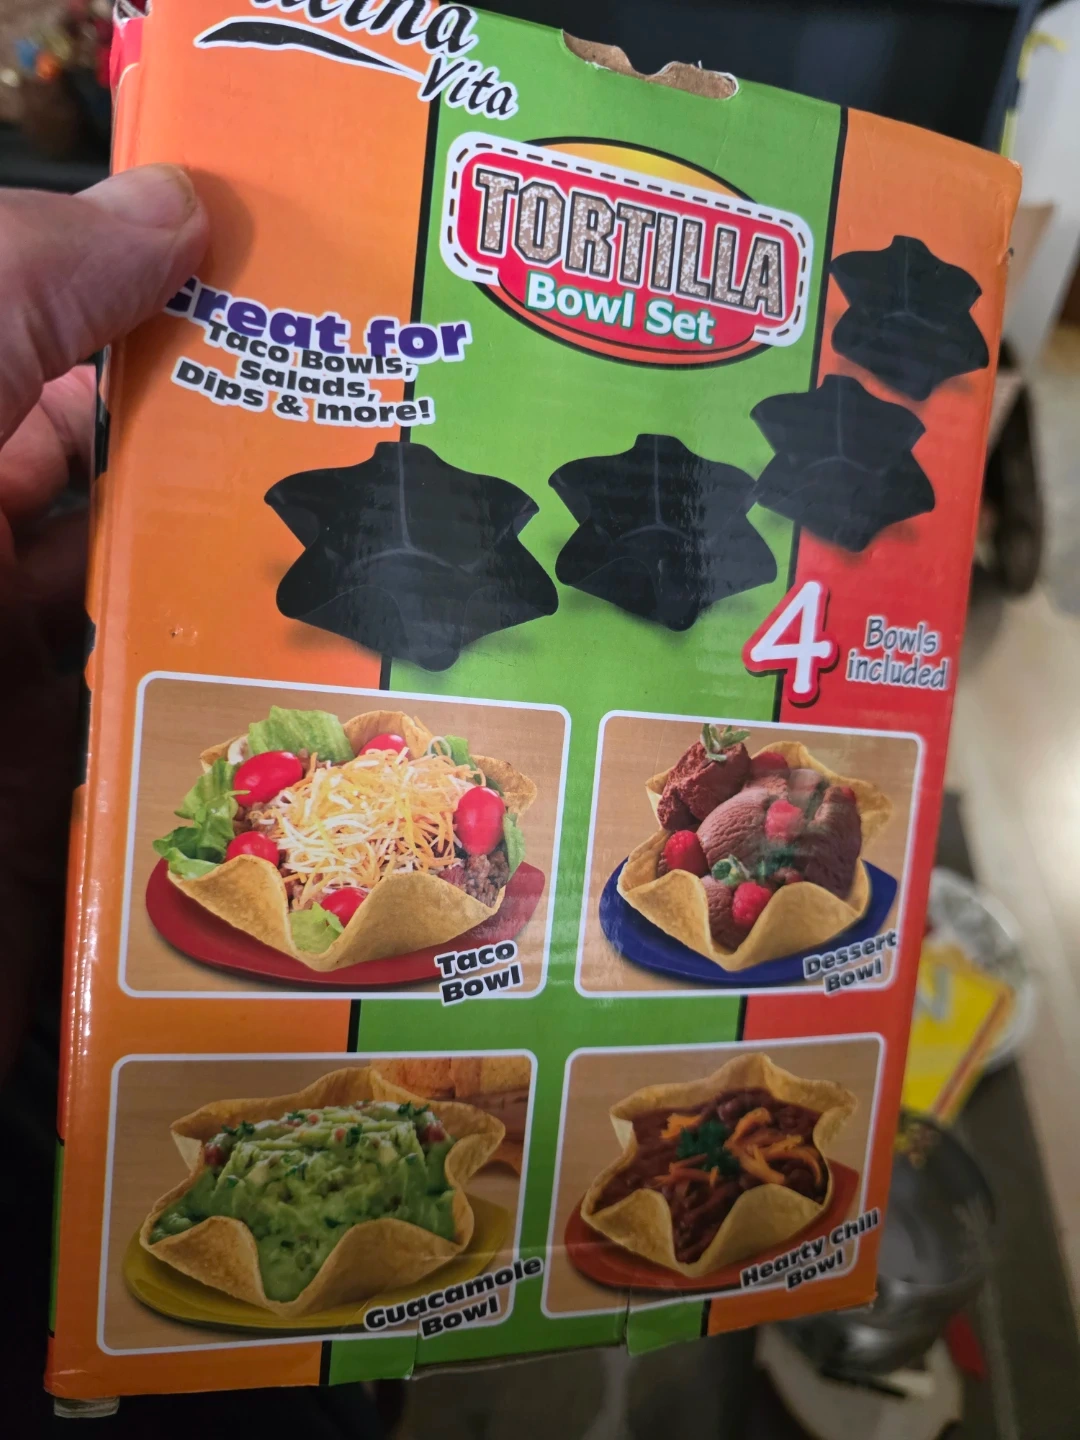 Vita
TORTILLA
Bowl Set
Great for
Taco Bowls,
Salads,
Dips & more!
4
Bowls
included
Taco
Bowl
Dessert
Bowl
Guacamole
Bowl
Hearty Chili
Bowl